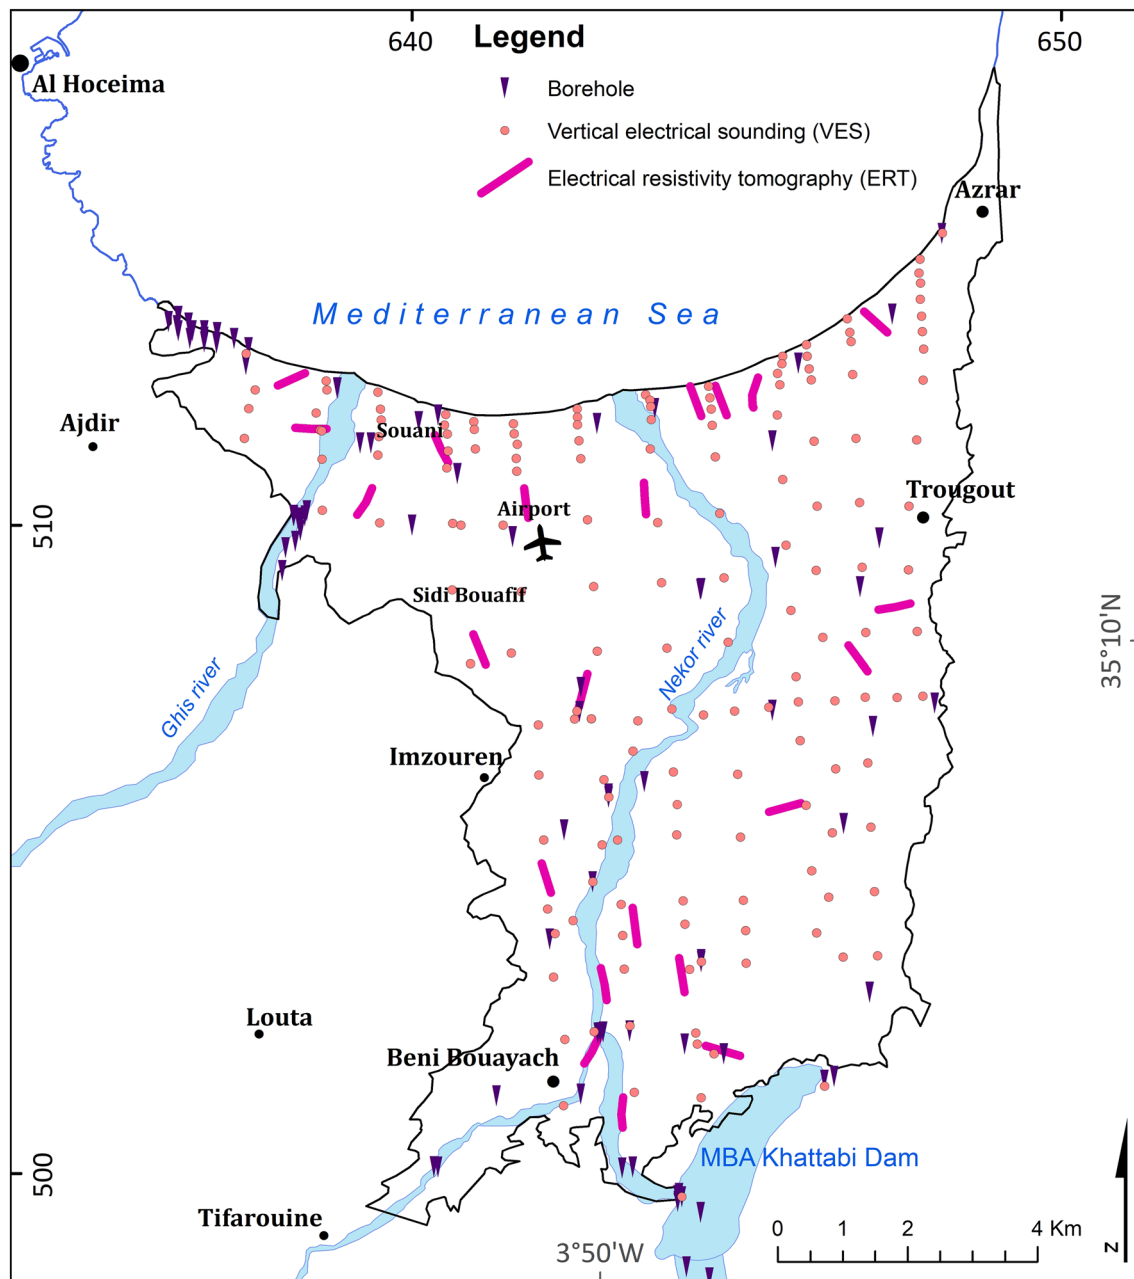 640
Legend
650
Al Hoceima
Borehole
Vertical electrical sounding (VES)
Electrical resistivity tomography (ERT)
Azrar
Mediterranean Sea
Ajdir
Souani
Trougout
510
Airport
Sidi Bouafif
35°10'N
Ghis river
Nekor river
Imzouren
Louta
Beni Bouayach
500
MBA Khattabi Dam
Tifarouine
3°50'W
0 1 2 4 Km
N